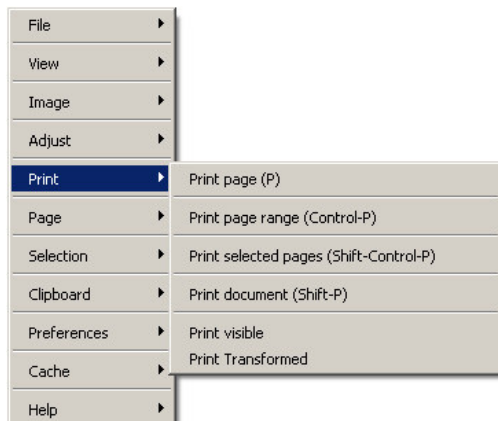 File
View
Image
Adjust
Print
Page
Selection
Clipboard
Preferences
Cache
Help
Print page (P)
Print page range (Control-P)
Print selected pages (Shift-Control-P)
Print document (Shift-P)
Print visible
Print Transformed